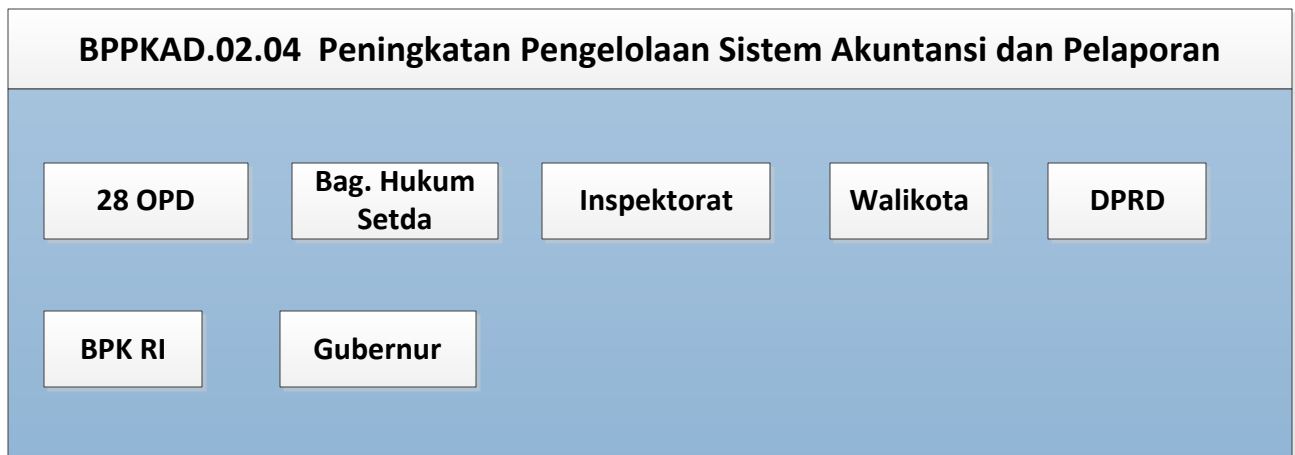 BPPKAD.02.04 Peningkatan Pengelolaan Sistem Akuntansi dan Pelaporan
28 OPD
Bag. Hukum
Setda
Inspektorat
Walikota
DPRD
BPK RI
Gubernur